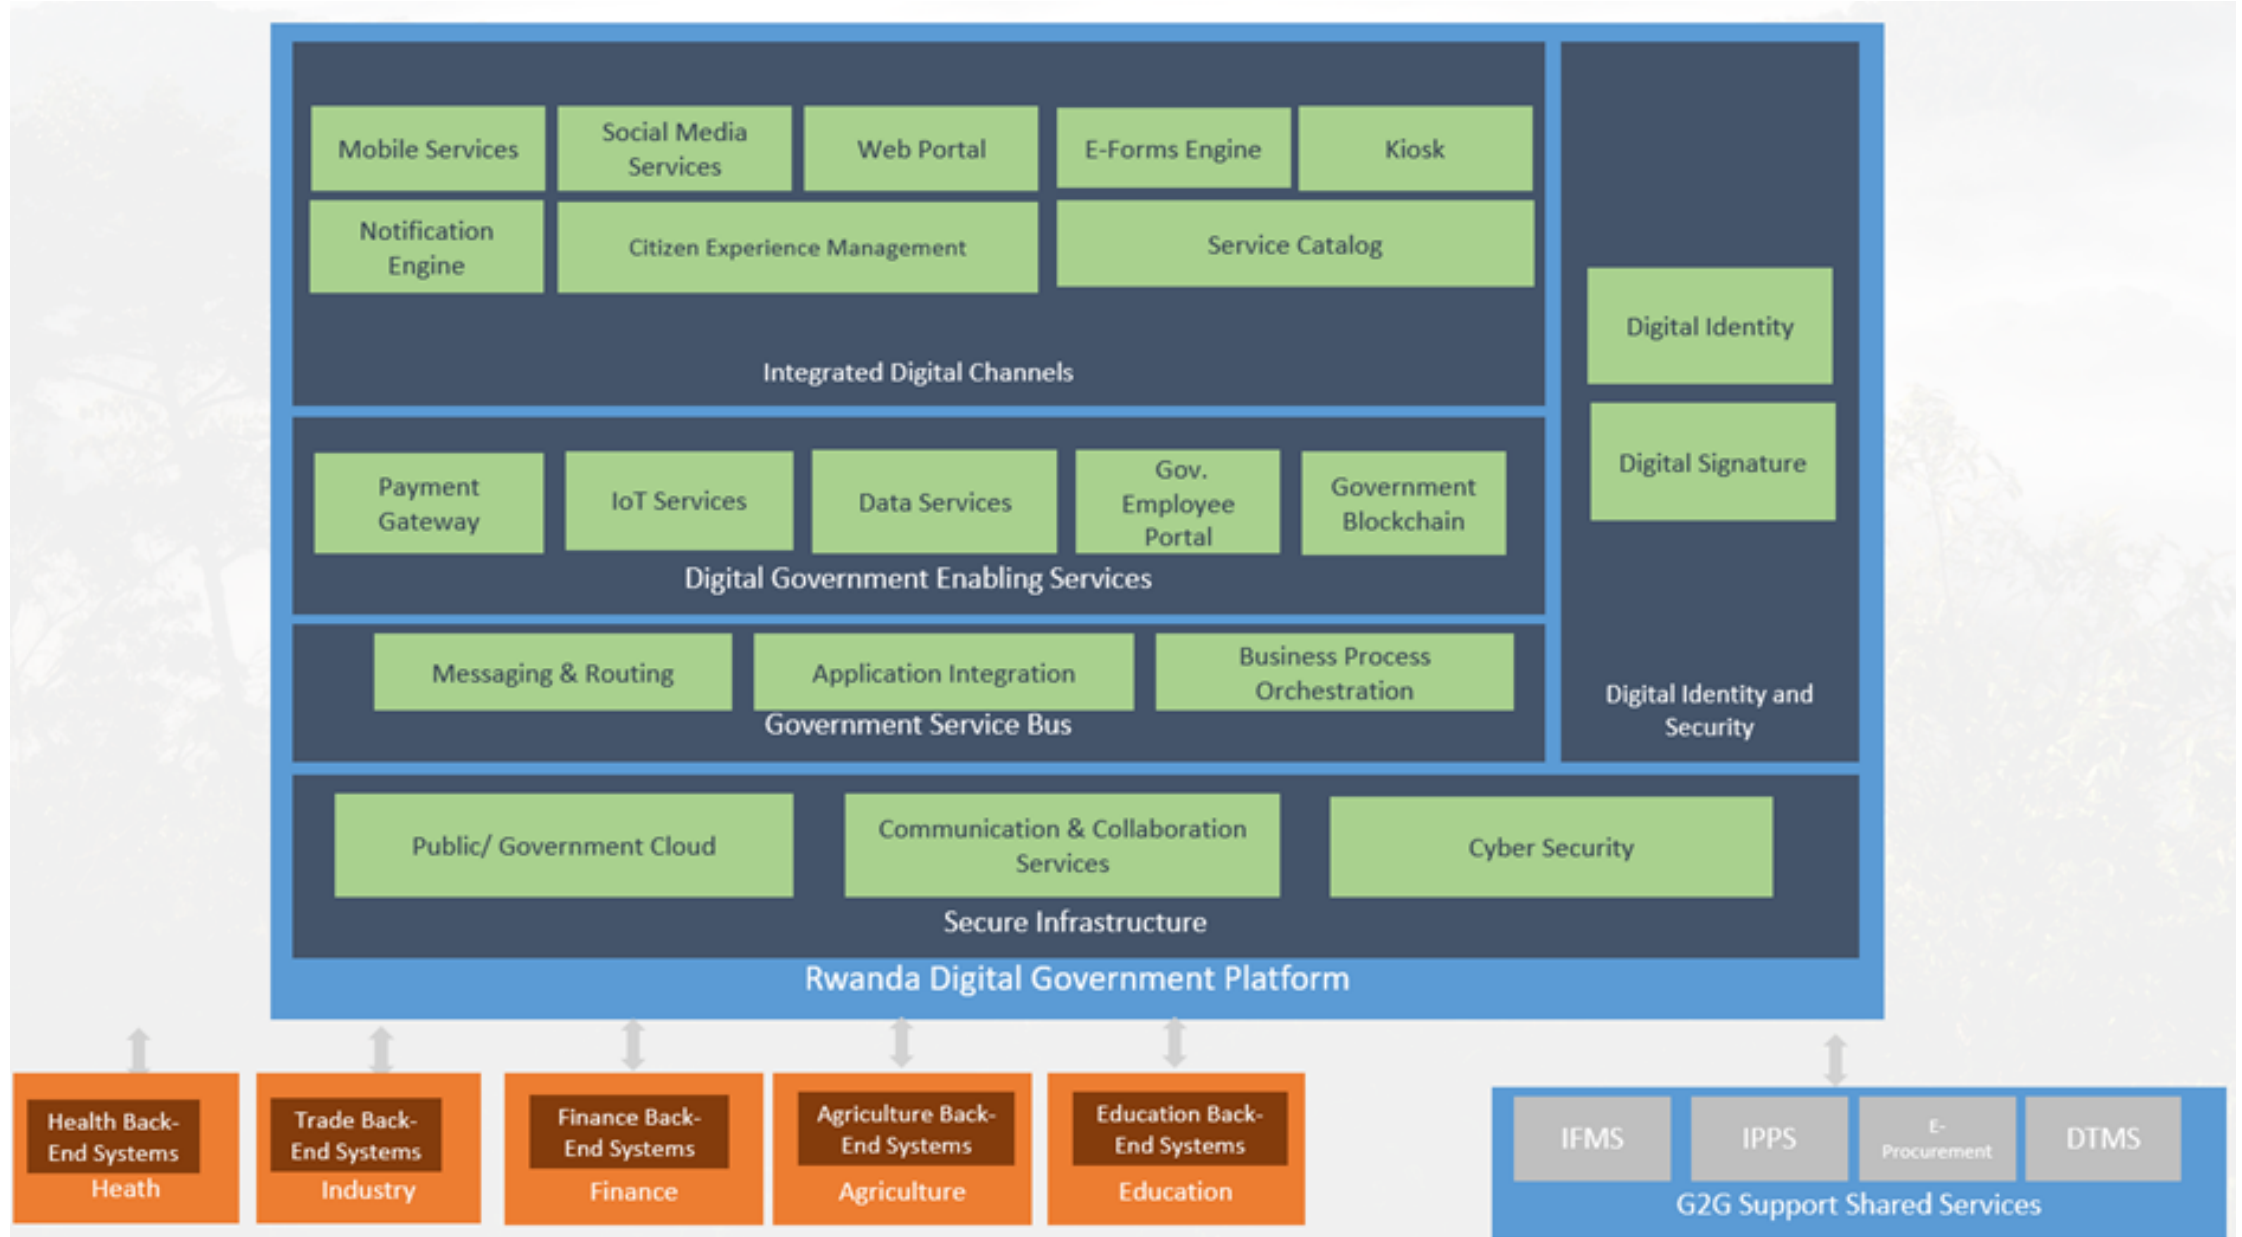 Mobile Services
Social Media
Services
Web Portal
E-Forms Engine
Kiosk
Notification
Engine
Citizen Experience Management
Service Catalog
Integrated Digital Channels
Digital Identity
Digital Signature
Digital Identity and
Security
Payment
Gateway
IoT Services
Data Services
Gov.
Employee
Portal
Government
Blockchain
Digital Government Enabling Services
Messaging & Routing
Application Integration
Business Process
Orchestration
Government Service Bus
Public/ Government Cloud
Communication & Collaboration
Services
Cyber Security
Secure Infrastructure
Rwanda Digital Government Platform
Health Back-
End Systems
Heath
Trade Back-
End Systems
Industry
Finance Back-
End Systems
Finance
Agriculture Back-
End Systems
Agriculture
Education Back-
End Systems
Education
IFMS
IPPS
E-
Procurement
DTMS
G2G Support Shared Services